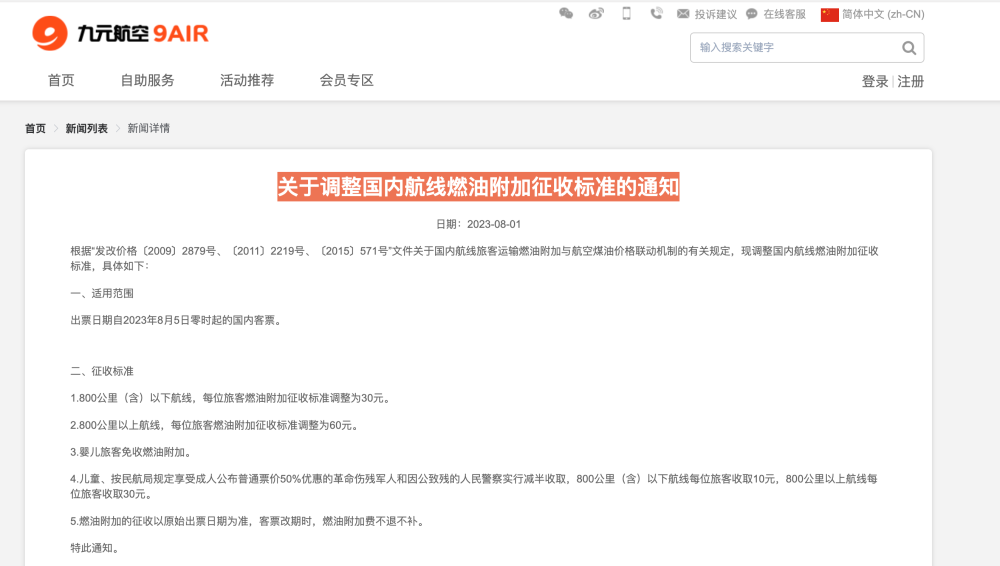 九元航空 9AIR
投诉建议 在线客服 简体中文 (zh-CN)
输入搜索关键字
首页 自助服务 活动推荐 会员专区
登录 | 注册
首页 > 新闻列表 > 新闻详情
关于调整国内航线燃油附加征收标准的通知
日期：2023-08-01
根据“发改价格〔2009〕2879号、〔2011〕2219号、〔2015〕571号”文件关于国内航线旅客运输燃油附加与航空煤油价格联动机制的有关规定，现调整国内航线燃油附加征收
标准，具体如下：
一、适用范围
出票日期自2023年8月5日零时起的国内客票。
二、征收标准
1.800公里（含）以下航线，每位旅客燃油附加征收标准调整为30元。
2.800公里以上航线，每位旅客燃油附加征收标准调整为60元。
3.婴儿旅客免收燃油附加。
4.儿童、按民航局规定享受成人公布普通票价50%优惠的革命伤残军人和因公致残的人民警察实行减半收取，800公里（含）以下航线每位旅客收取10元，800公里以上航线每
位旅客收取30元。
5.燃油附加的征收以原始出票日期为准，客票改期时，燃油附加费不退不补。
特此通知。